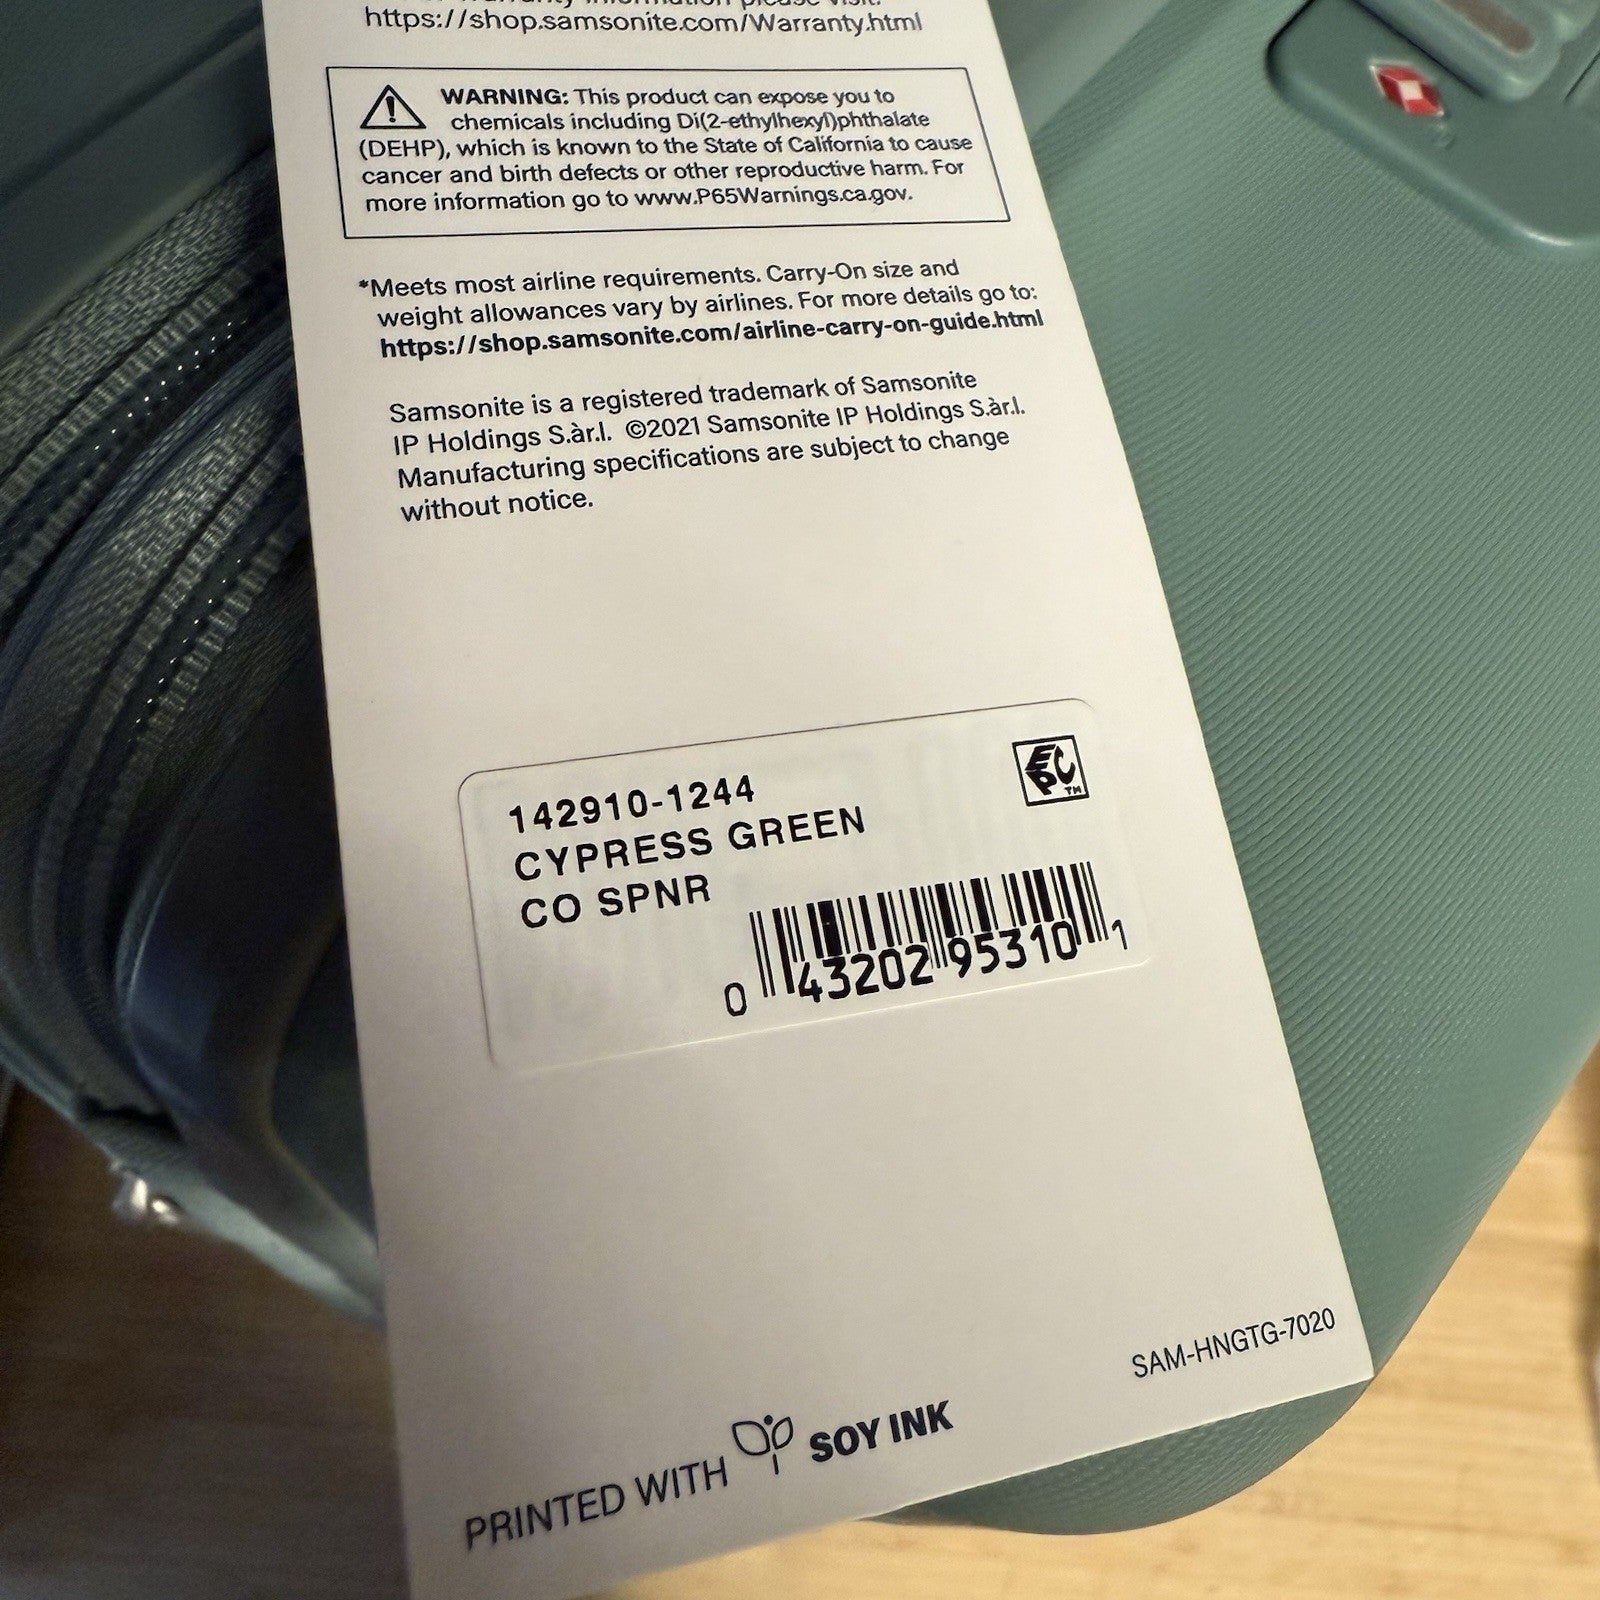 https://shop.samsonite.com/Warranty.html
WARNING: This product can expose you to
chemicals including Di(2-ethylhexyl)phthalate
(DEHP), which is known to the State of California to cause
cancer and birth defects or other reproductive harm. For
more information go to www.P65Warnings.ca.gov.
*Meets most airline requirements. Carry-On size and
weight allowances vary by airlines. For more details go to:
https://shop.samsonite.com/airline-carry-on-guide.html
Samsonite is a registered trademark of Samsonite
IP Holdings S.àr.l. ©2021 Samsonite IP Holdings S.àr.l.
Manufacturing specifications are subject to change
without notice.
142910-1244
EPC™
CYPRESS GREEN
CO SPNR
0 43202 95310 1
SAM-HNGTG-7020
PRINTED WITH SOY INK